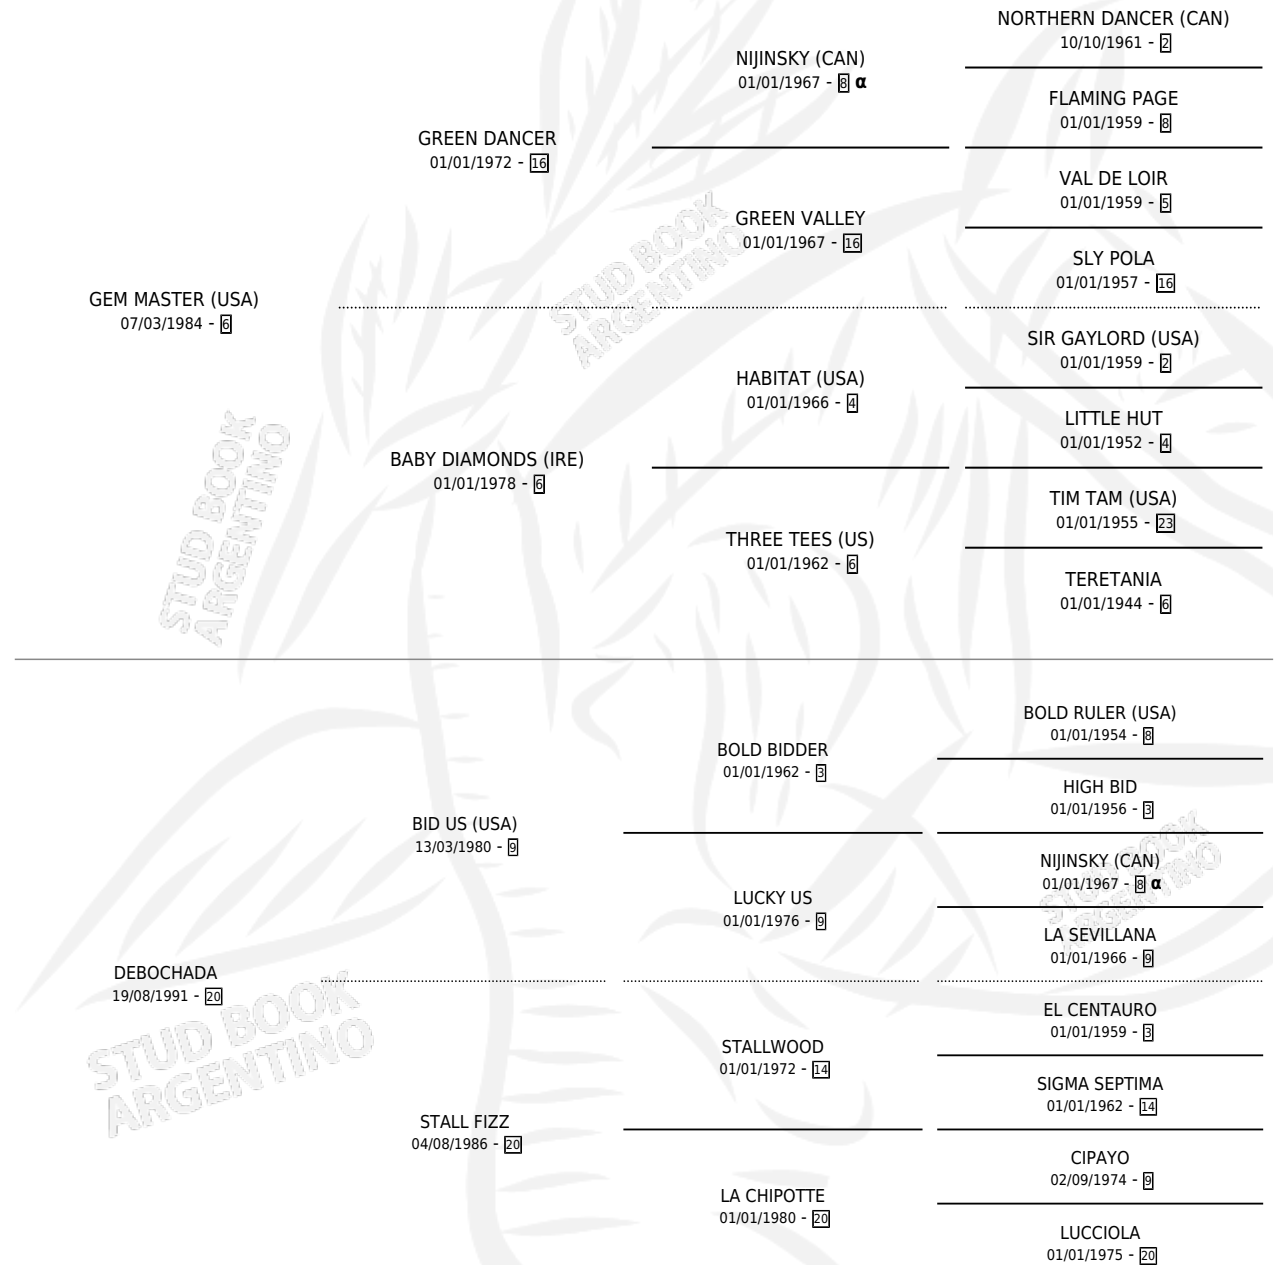 NORTHERN DANCER (CAN)
10/10/1961 - 2
NIJINSKY (CAN)
01/01/1967 - 8 α
FLAMING PAGE
01/01/1959 - 8
GREEN DANCER
01/01/1972 - 16
VAL DE LOIR
01/01/1959 - 5
GREEN VALLEY
01/01/1967 - 16
SLY POLA
01/01/1957 - 16
GEM MASTER (USA)
07/03/1984 - 6
SIR GAYLORD (USA)
01/01/1959 - 2
HABITAT (USA)
01/01/1966 - 4
LITTLE HUT
01/01/1952 - 4
BABY DIAMONDS (IRE)
01/01/1978 - 6
TIM TAM (USA)
01/01/1955 - 23
THREE TEES (US)
01/01/1962 - 6
TERETANIA
01/01/1944 - 6
BOLD RULER (USA)
01/01/1954 - 8
BOLD BIDDER
01/01/1962 - 3
HIGH BID
01/01/1956 - 3
BID US (USA)
13/03/1980 - 9
NIJINSKY (CAN)
01/01/1967 - 8 α
LUCKY US
01/01/1976 - 9
LA SEVILLANA
01/01/1966 - 9
DEBOCHADA
19/08/1991 - 20
EL CENTAURO
01/01/1959 - 3
STALLWOOD
01/01/1972 - 14
SIGMA SEPTIMA
01/01/1962 - 14
STALL FIZZ
04/08/1986 - 20
CIPAYO
02/09/1974 - 9
LA CHIPOTTE
01/01/1980 - 20
LUCCIOLA
01/01/1975 - 20
STUD BOOK
ARGENTINO
STUD BOOK
ARGENTINO
STUD BOOK
ARGENTINO
STUD BOOK
ARGENTINO